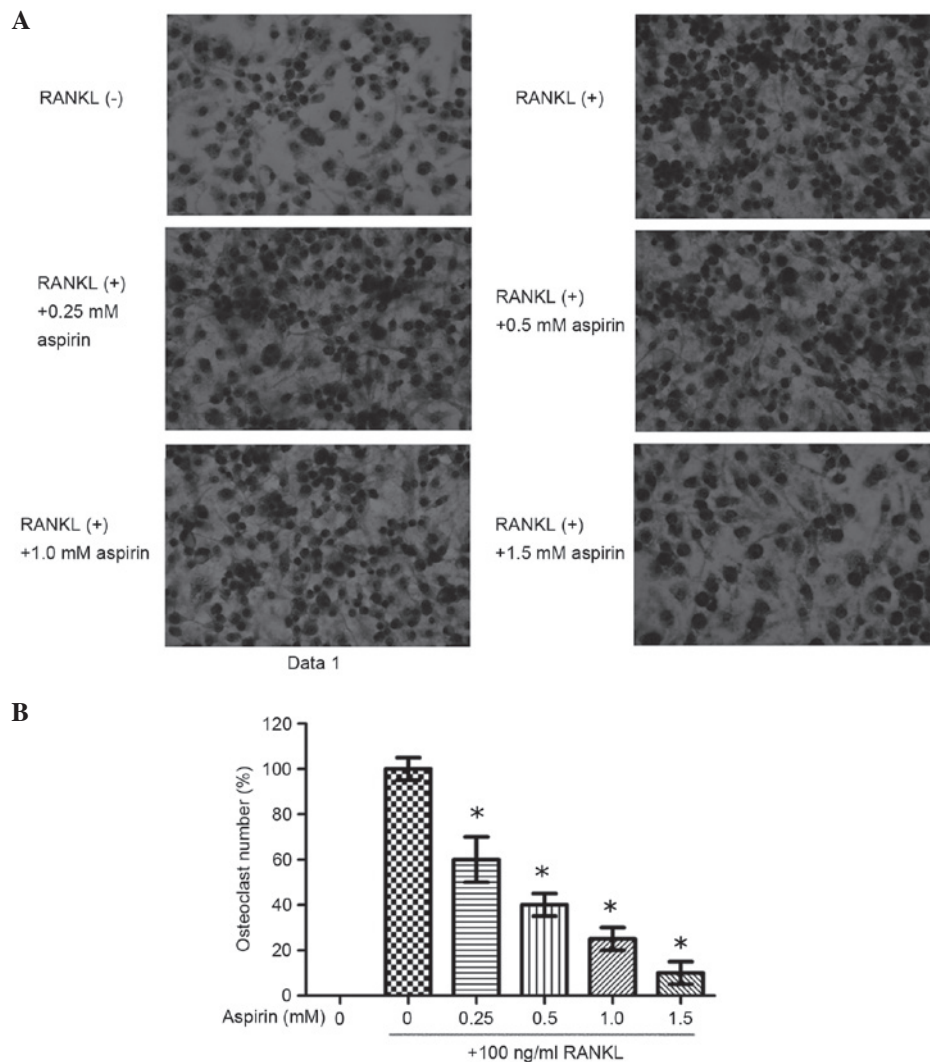 A
RANKL (-)
RANKL (+)
RANKL (+)
+0.25 mM
aspirin
RANKL (+)
+0.5 mM aspirin
RANKL (+)
+1.0 mM aspirin
RANKL (+)
+1.5 mM aspirin
Data 1
B
Osteoclast number (%)
120
100
80
60
40
20
0
*
*
*
*
Aspirin (mM) 0 0 0.25 0.5 1.0 1.5
+100 ng/ml RANKL